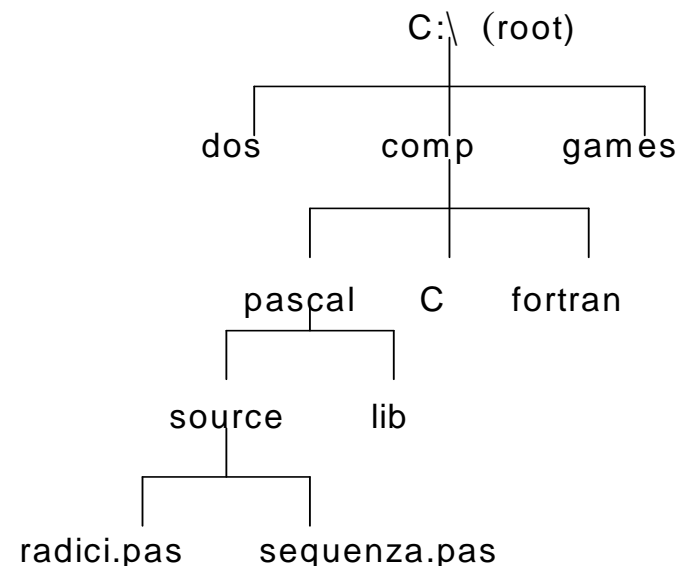 C:\ (root)
dos comp games
pascal C fortran
source lib
radici.pas sequenza.pas